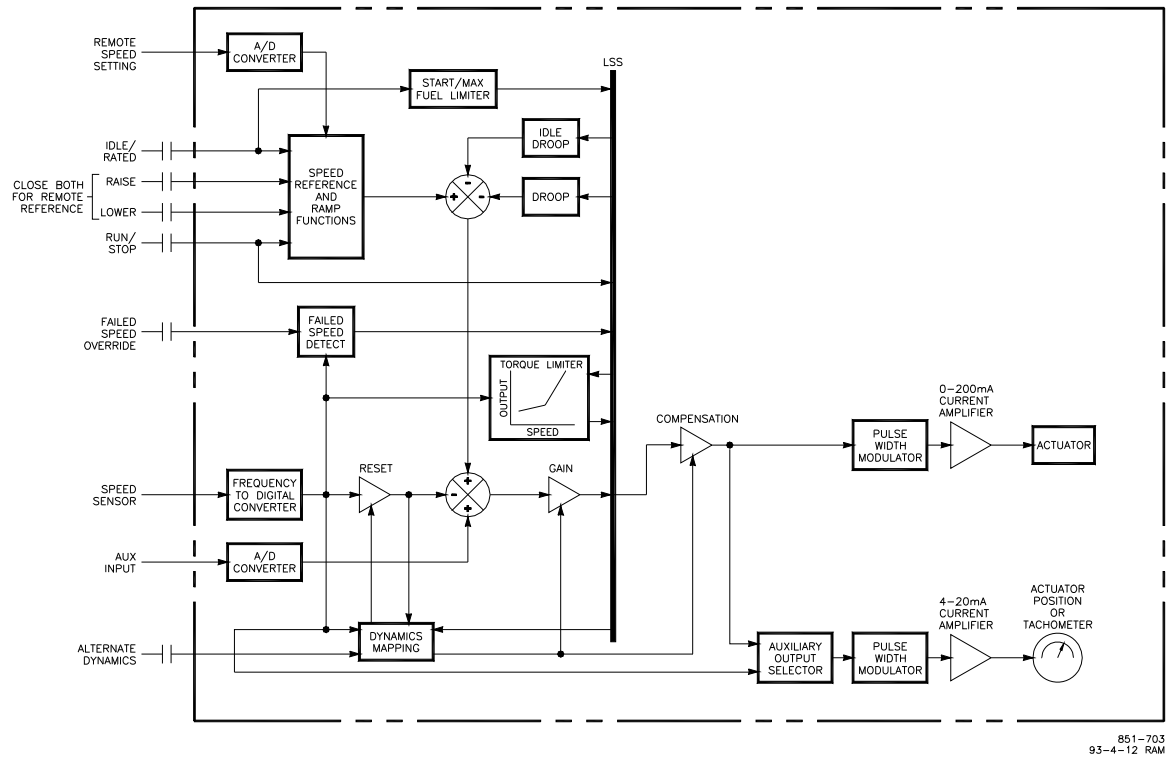 REMOTE
SPEED
SETTING
A/D
CONVERTER
LSS
START/MAX
FUEL LIMITER
IDLE
DROOP
IDLE/
RATED
CLOSE BOTH
FOR REMOTE
REFERENCE
RAISE
LOWER
RUN/
STOP
SPEED
REFERENCE
AND
RAMP
FUNCTIONS
-
+
-
DROOP
FAILED
SPEED
OVERRIDE
FAILED
SPEED
DETECT
TORQUE LIMITER
OUTPUT
SPEED
COMPENSATION
PULSE
WIDTH
MODULATOR
0-200mA
CURRENT
AMPLIFIER
ACTUATOR
SPEED
SENSOR
FREQUENCY
TO DIGITAL
CONVERTER
RESET
+
-
+
GAIN
AUX
INPUT
A/D
CONVERTER
ALTERNATE
DYNAMICS
DYNAMICS
MAPPING
AUXILIARY
OUTPUT
SELECTOR
PULSE
WIDTH
MODULATOR
4-20mA
CURRENT
AMPLIFIER
ACTUATOR
POSITION
OR
TACHOMETER
851-703
93-4-12 RAM